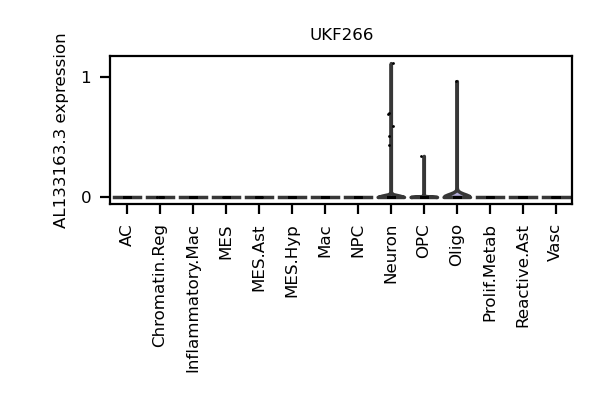 UKF266
AL133163.3 expression
1
0
AC
Chromatin.Reg
Inflammatory.Mac
MES
MES.Ast
MES.Hyp
Mac
NPC
Neuron
OPC
Oligo
Prolif.Metab
Reactive.Ast
Vasc